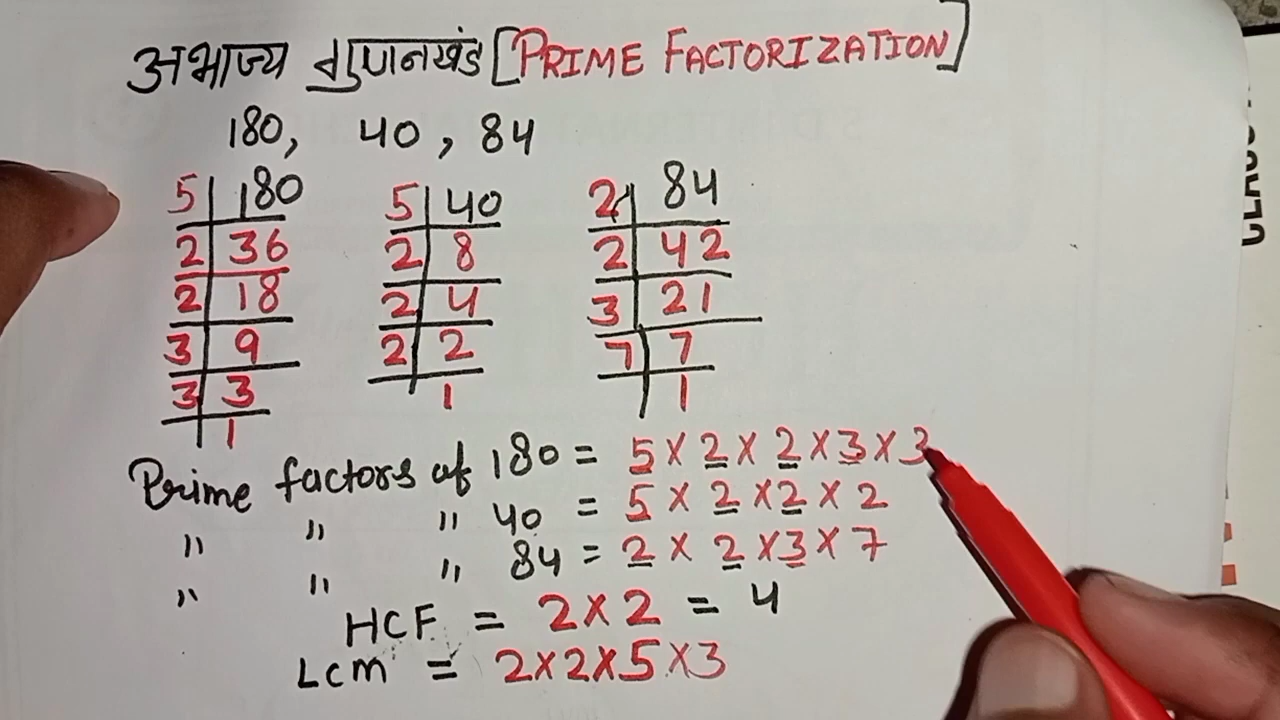 अभाज्य गुणनखंड [PRIME FACTORIZATION]
180, 40, 84
5 | 180 5 | 40 2 | 84
2 | 36 2 | 8 2 | 42
2 | 18 2 | 4 3 | 21
3 | 9 2 | 2 7 | 7
3 | 3 1 1
1
Prime factors of 180 = 5 × 2 × 2 × 3 × 3
" " " 40 = 5 × 2 × 2 × 2
" " " 84 = 2 × 2 × 3 × 7
HCF = 2 × 2 = 4
Lcm = 2 × 2 × 5 × 3